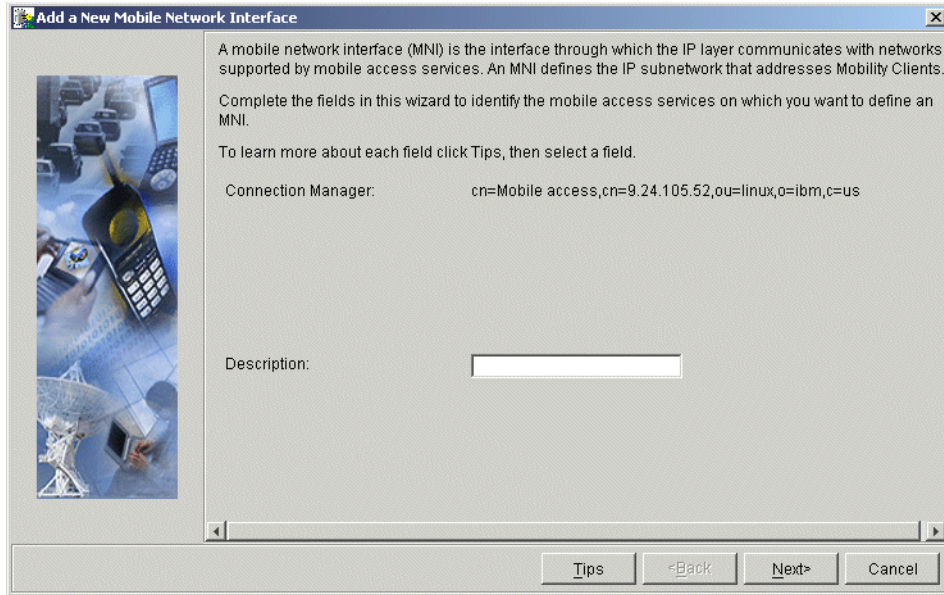 Add a New Mobile Network Interface
A mobile network interface (MNI) is the interface through which the IP layer communicates with networks
supported by mobile access services. An MNI defines the IP subnetwork that addresses Mobility Clients.
Complete the fields in this wizard to identify the mobile access services on which you want to define an
MNI.
To learn more about each field click Tips, then select a field.
Connection Manager: cn=Mobile access,cn=9.24.105.52,ou=linux,o=ibm,c=us
Description:
Tips <Back Next> Cancel